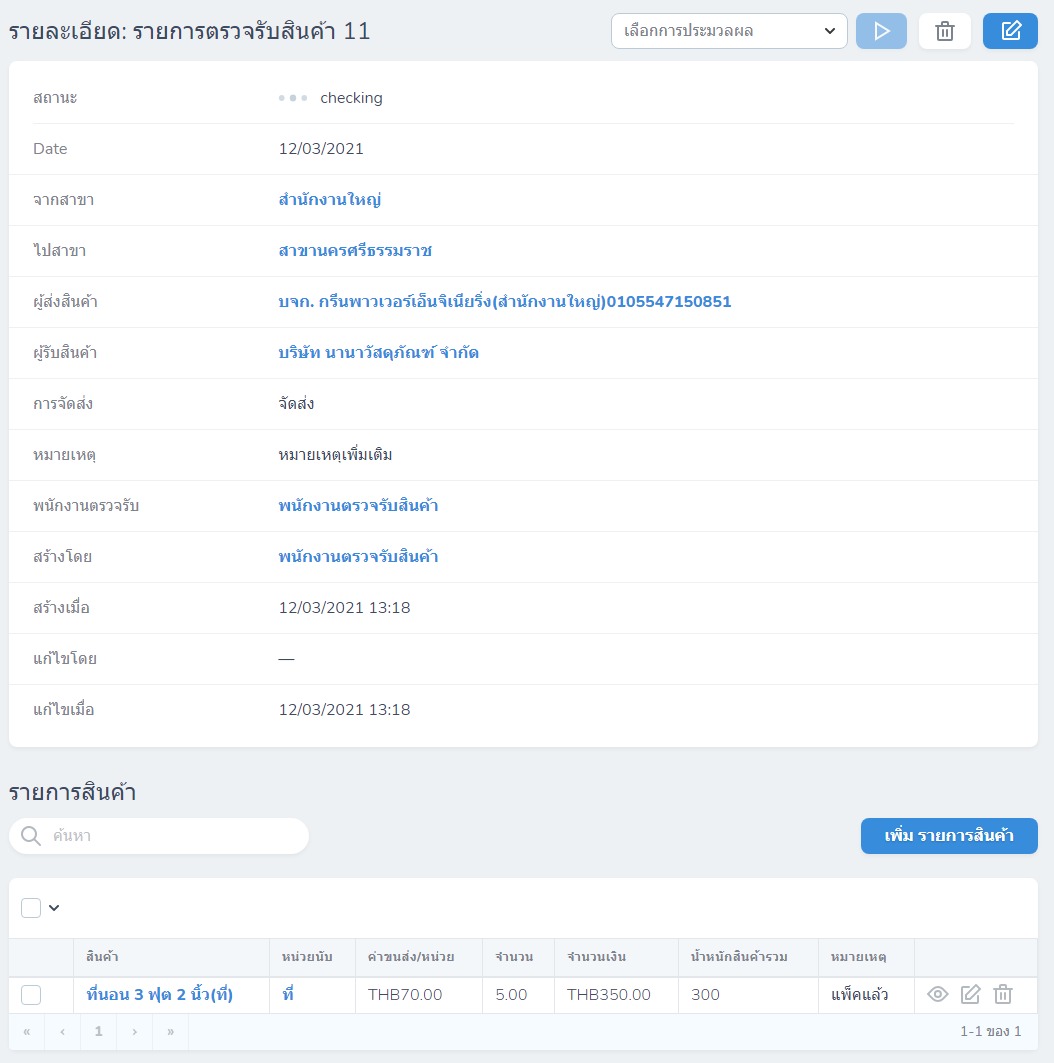 รายละเอียด: รายการตรวจรับสินค้า 11
เลือกการประมวลผล
สถานะ checking
Date 12/03/2021
จากสาขา สำนักงานใหญ่
ไปสาขา สาขานครศรีธรรมราช
ผู้ส่งสินค้า บจก. กรีนพาวเวอร์เอ็นจิเนียริ่ง(สำนักงานใหญ่)0105547150851
ผู้รับสินค้า บริษัท นานาวัสดุภัณฑ์ จำกัด
การจัดส่ง จัดส่ง
หมายเหตุ หมายเหตุเพิ่มเติม
พนักงานตรวจรับ พนักงานตรวจรับสินค้า
สร้างโดย พนักงานตรวจรับสินค้า
สร้างเมื่อ 12/03/2021 13:18
แก้ไขโดย —
แก้ไขเมื่อ 12/03/2021 13:18
รายการสินค้า
ค้นหา เพิ่ม รายการสินค้า
สินค้า หน่วยนับ ค่าขนส่ง/หน่วย จำนวน จำนวนเงิน น้ำหนักสินค้ารวม หมายเหตุ
ที่นอน 3 ฟุต 2 นิ้ว(ที่) ที่ THB70.00 5.00 THB350.00 300 แพ็คแล้ว
« ‹ 1 › » 1-1 ของ 1